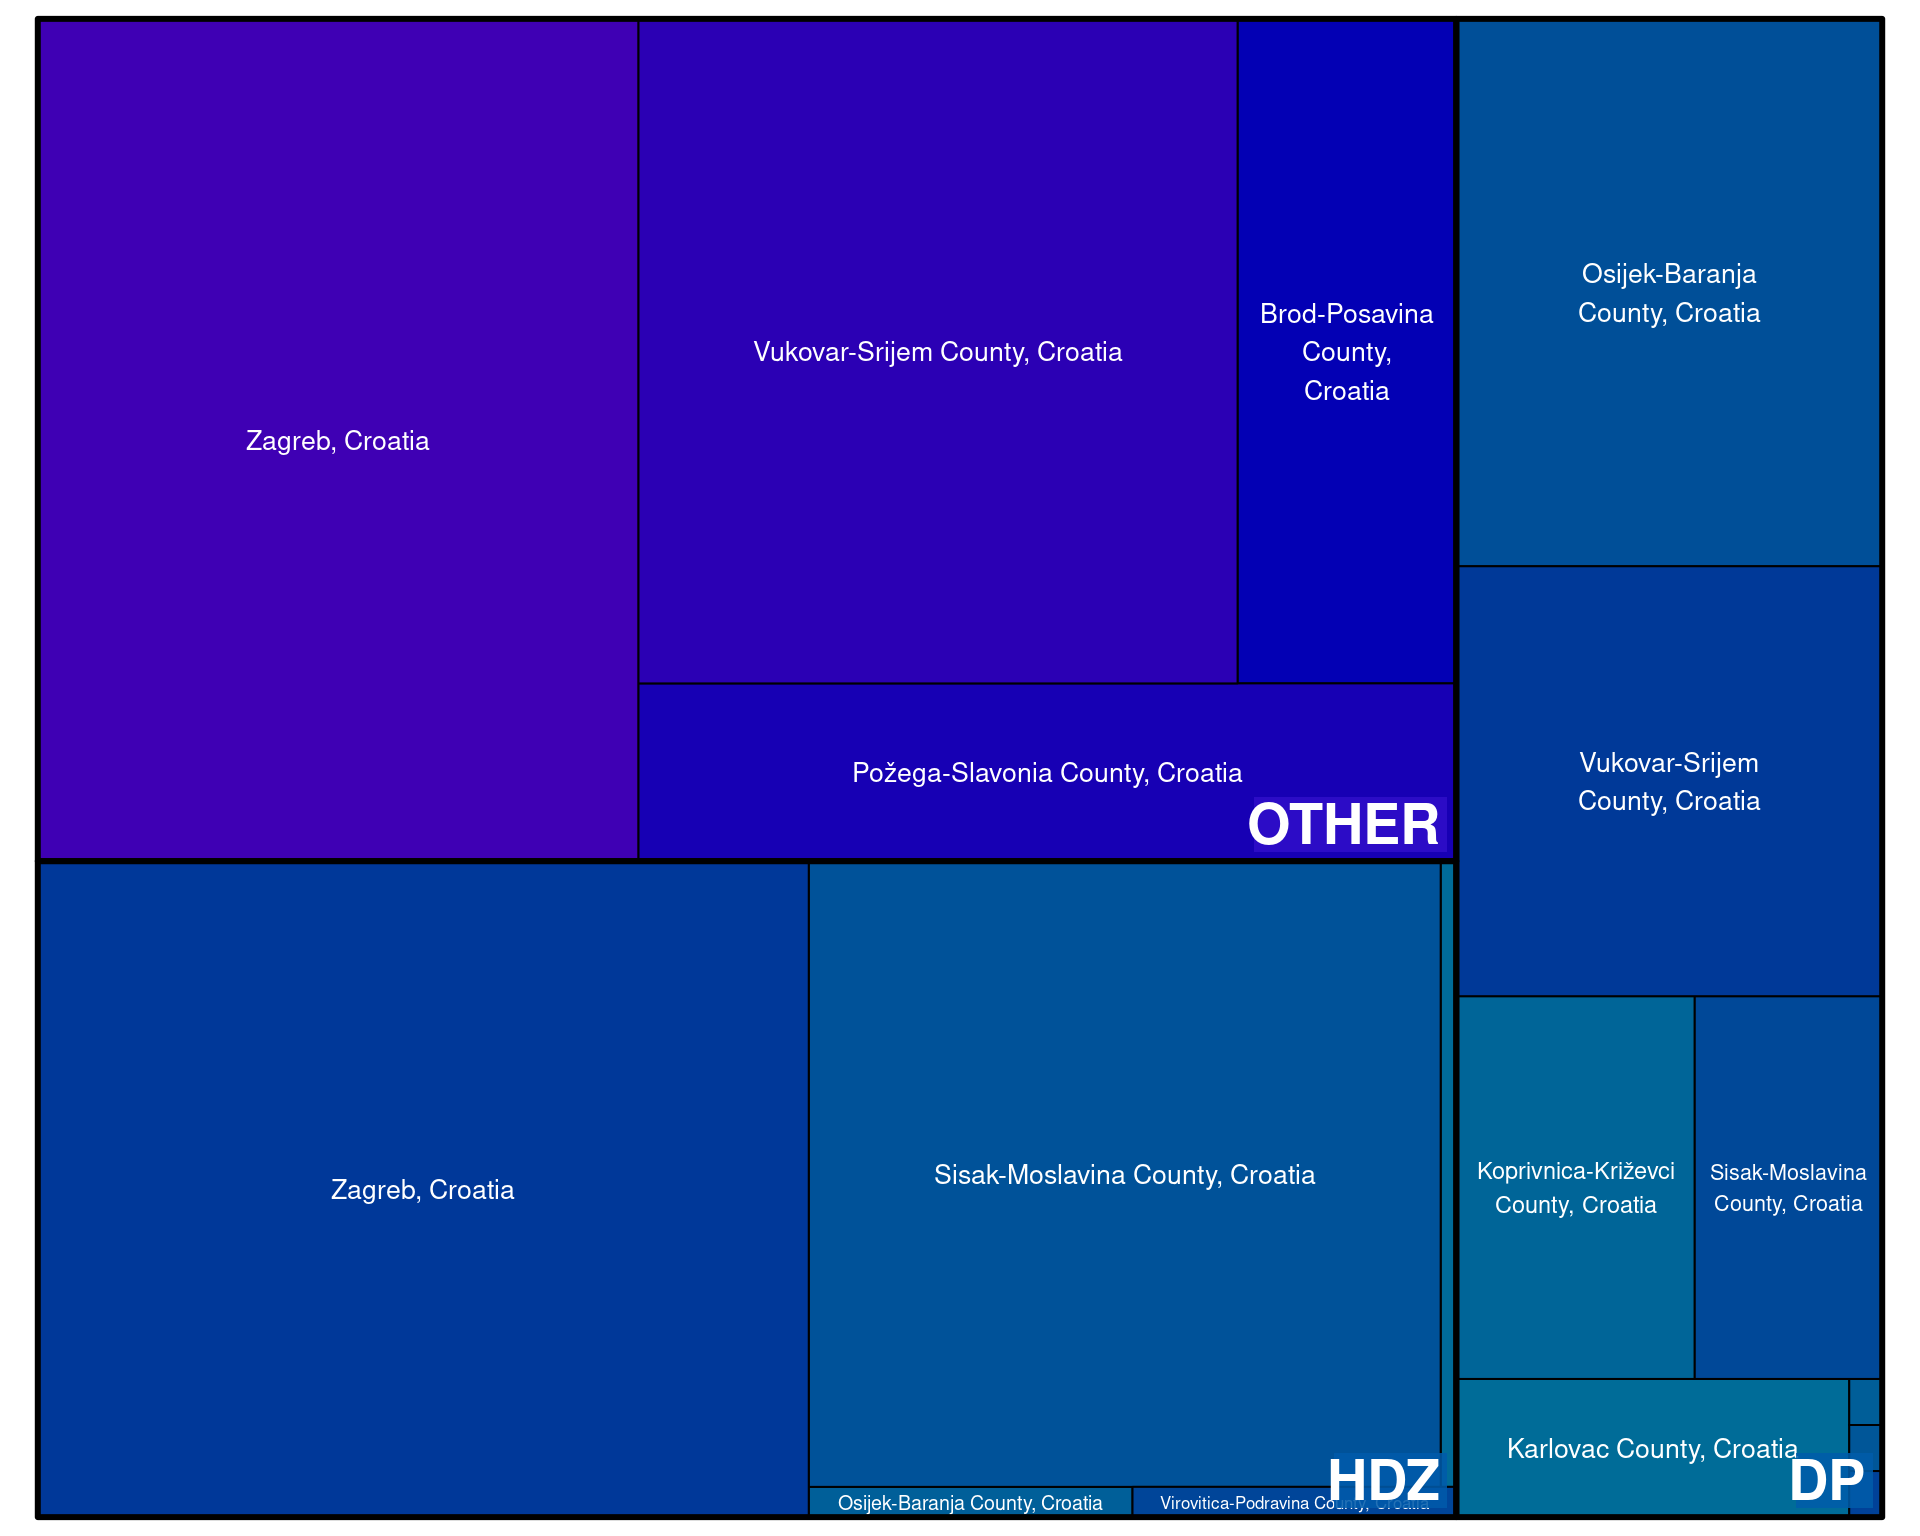 Zagreb, Croatia
Vukovar-Srijem County, Croatia
Brod-Posavina
County,
Croatia
Požega-Slavonia County, Croatia
OTHER
Osijek-Baranja
County, Croatia
Vukovar-Srijem
County, Croatia
Koprivnica-Križevci
County, Croatia
Sisak-Moslavina
County, Croatia
Karlovac County, Croatia
DP
Zagreb, Croatia
Sisak-Moslavina County, Croatia
Osijek-Baranja County, Croatia
Virovitica-Podravina County, Croatia
HDZ